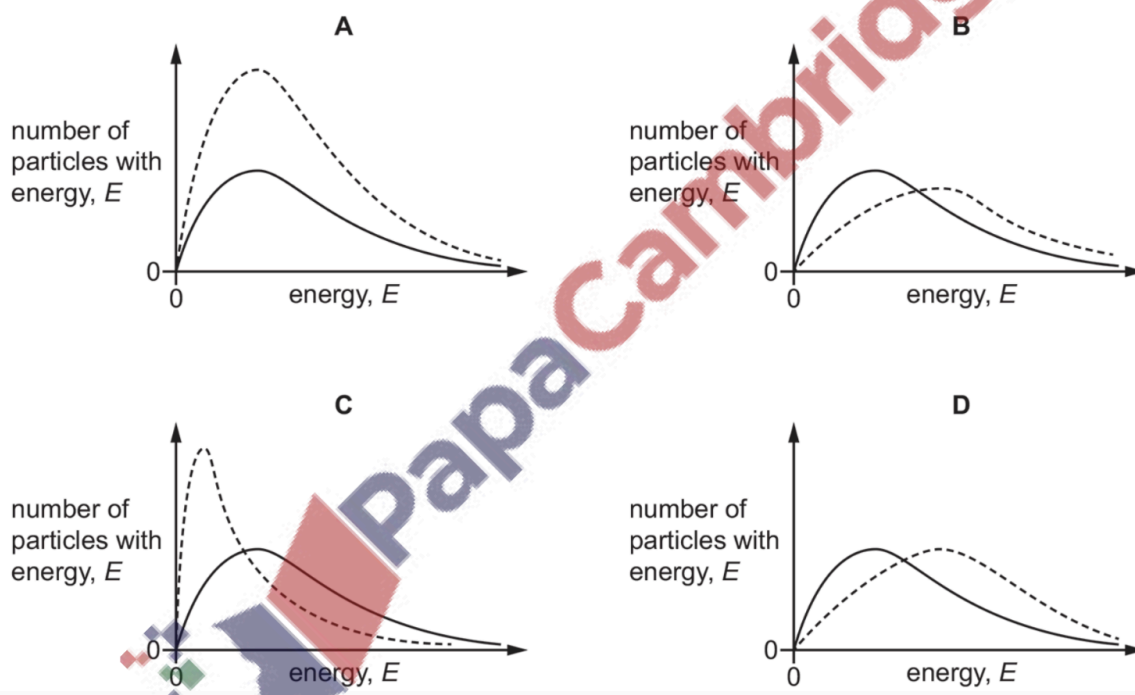 A
number of
particles with
energy, E
0
0
energy, E
B
number of
particles with
energy, E
0
0
energy, E
C
number of
particles with
energy, E
0
0
energy, E
D
number of
particles with
energy, E
0
0
energy, E
PapaCambridg